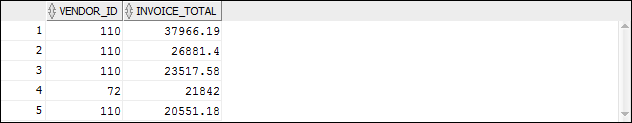 VENDOR_ID INVOICE_TOTAL
1 110 37966.19
2 110 26881.4
3 110 23517.58
4 72 21842
5 110 20551.18